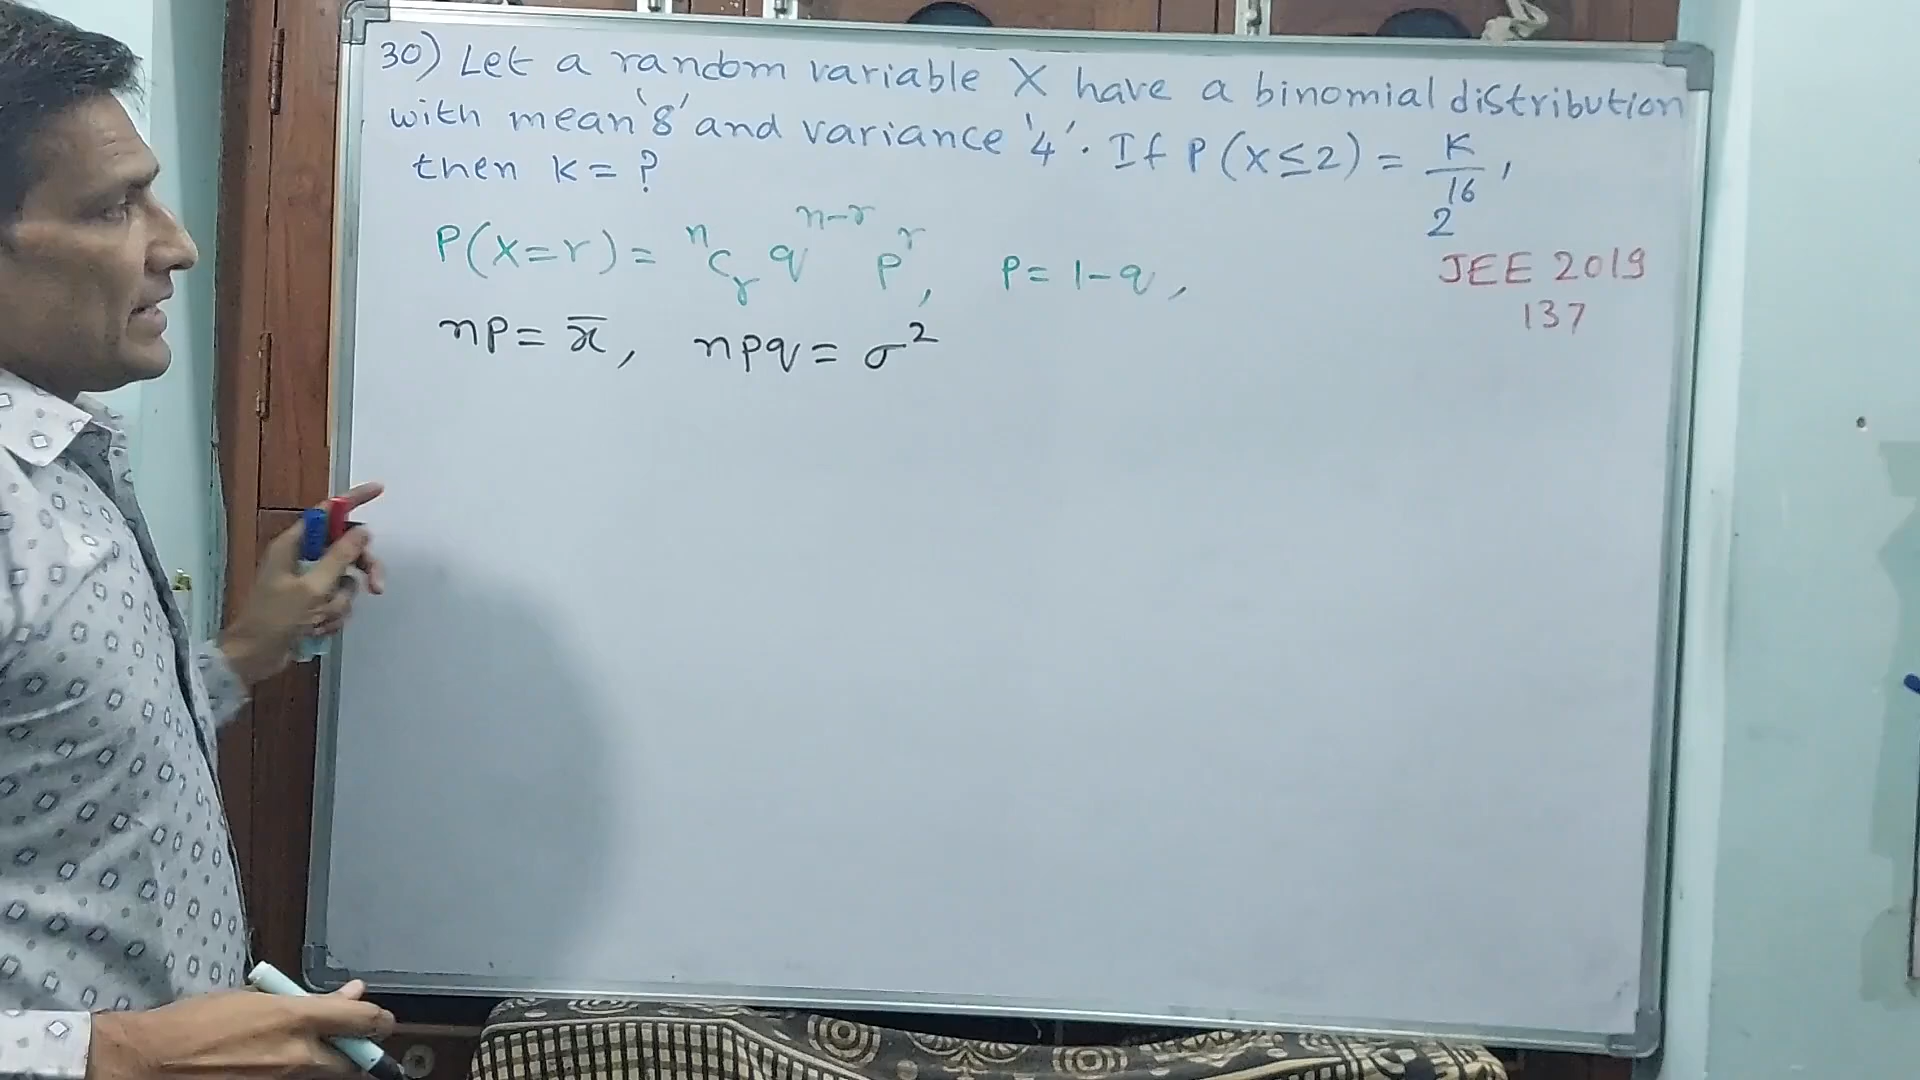 30) Let a random variable X have a binomial distribution
with mean '8' and variance '4'. If P(X≤2) = K/2^16,
then K = ?
P(X=r) = ⁿCᵣ qⁿ⁻ʳ pʳ, P = 1-q,
JEE 2019
137
np = x̄, npq = σ²